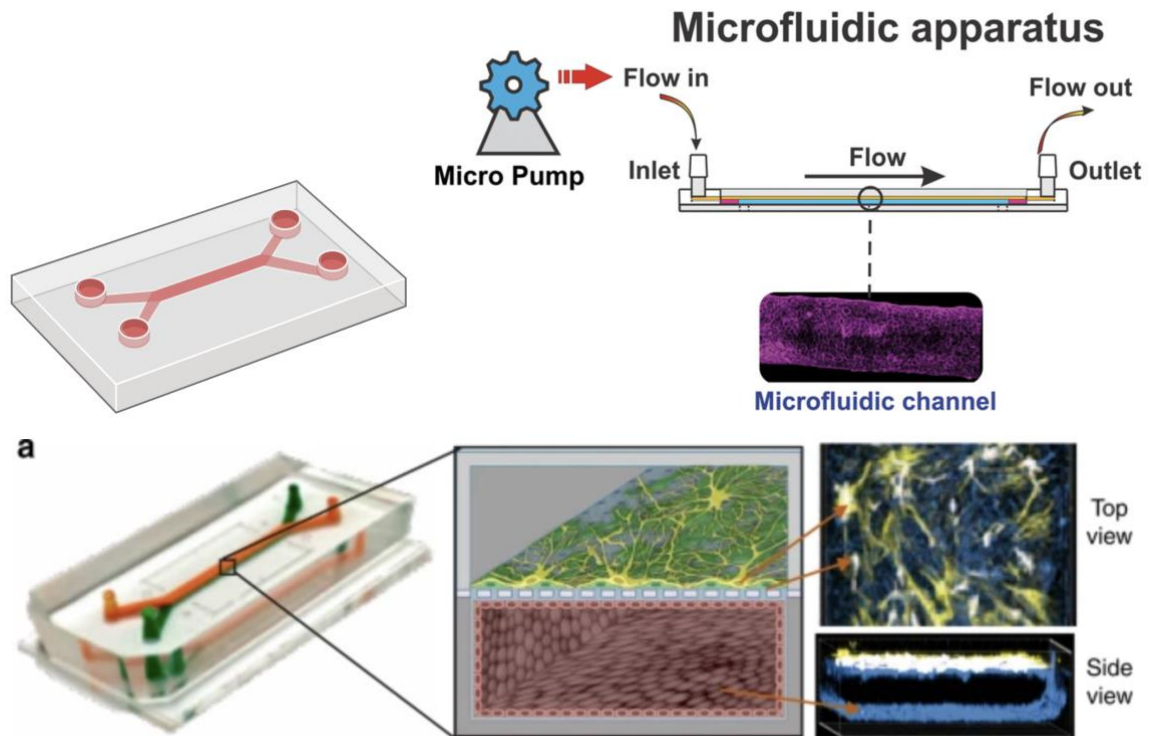 Microfluidic apparatus
Flow in
Flow out
Micro Pump
Inlet
Flow
Outlet
Microfluidic channel
a
Top
view
Side
view